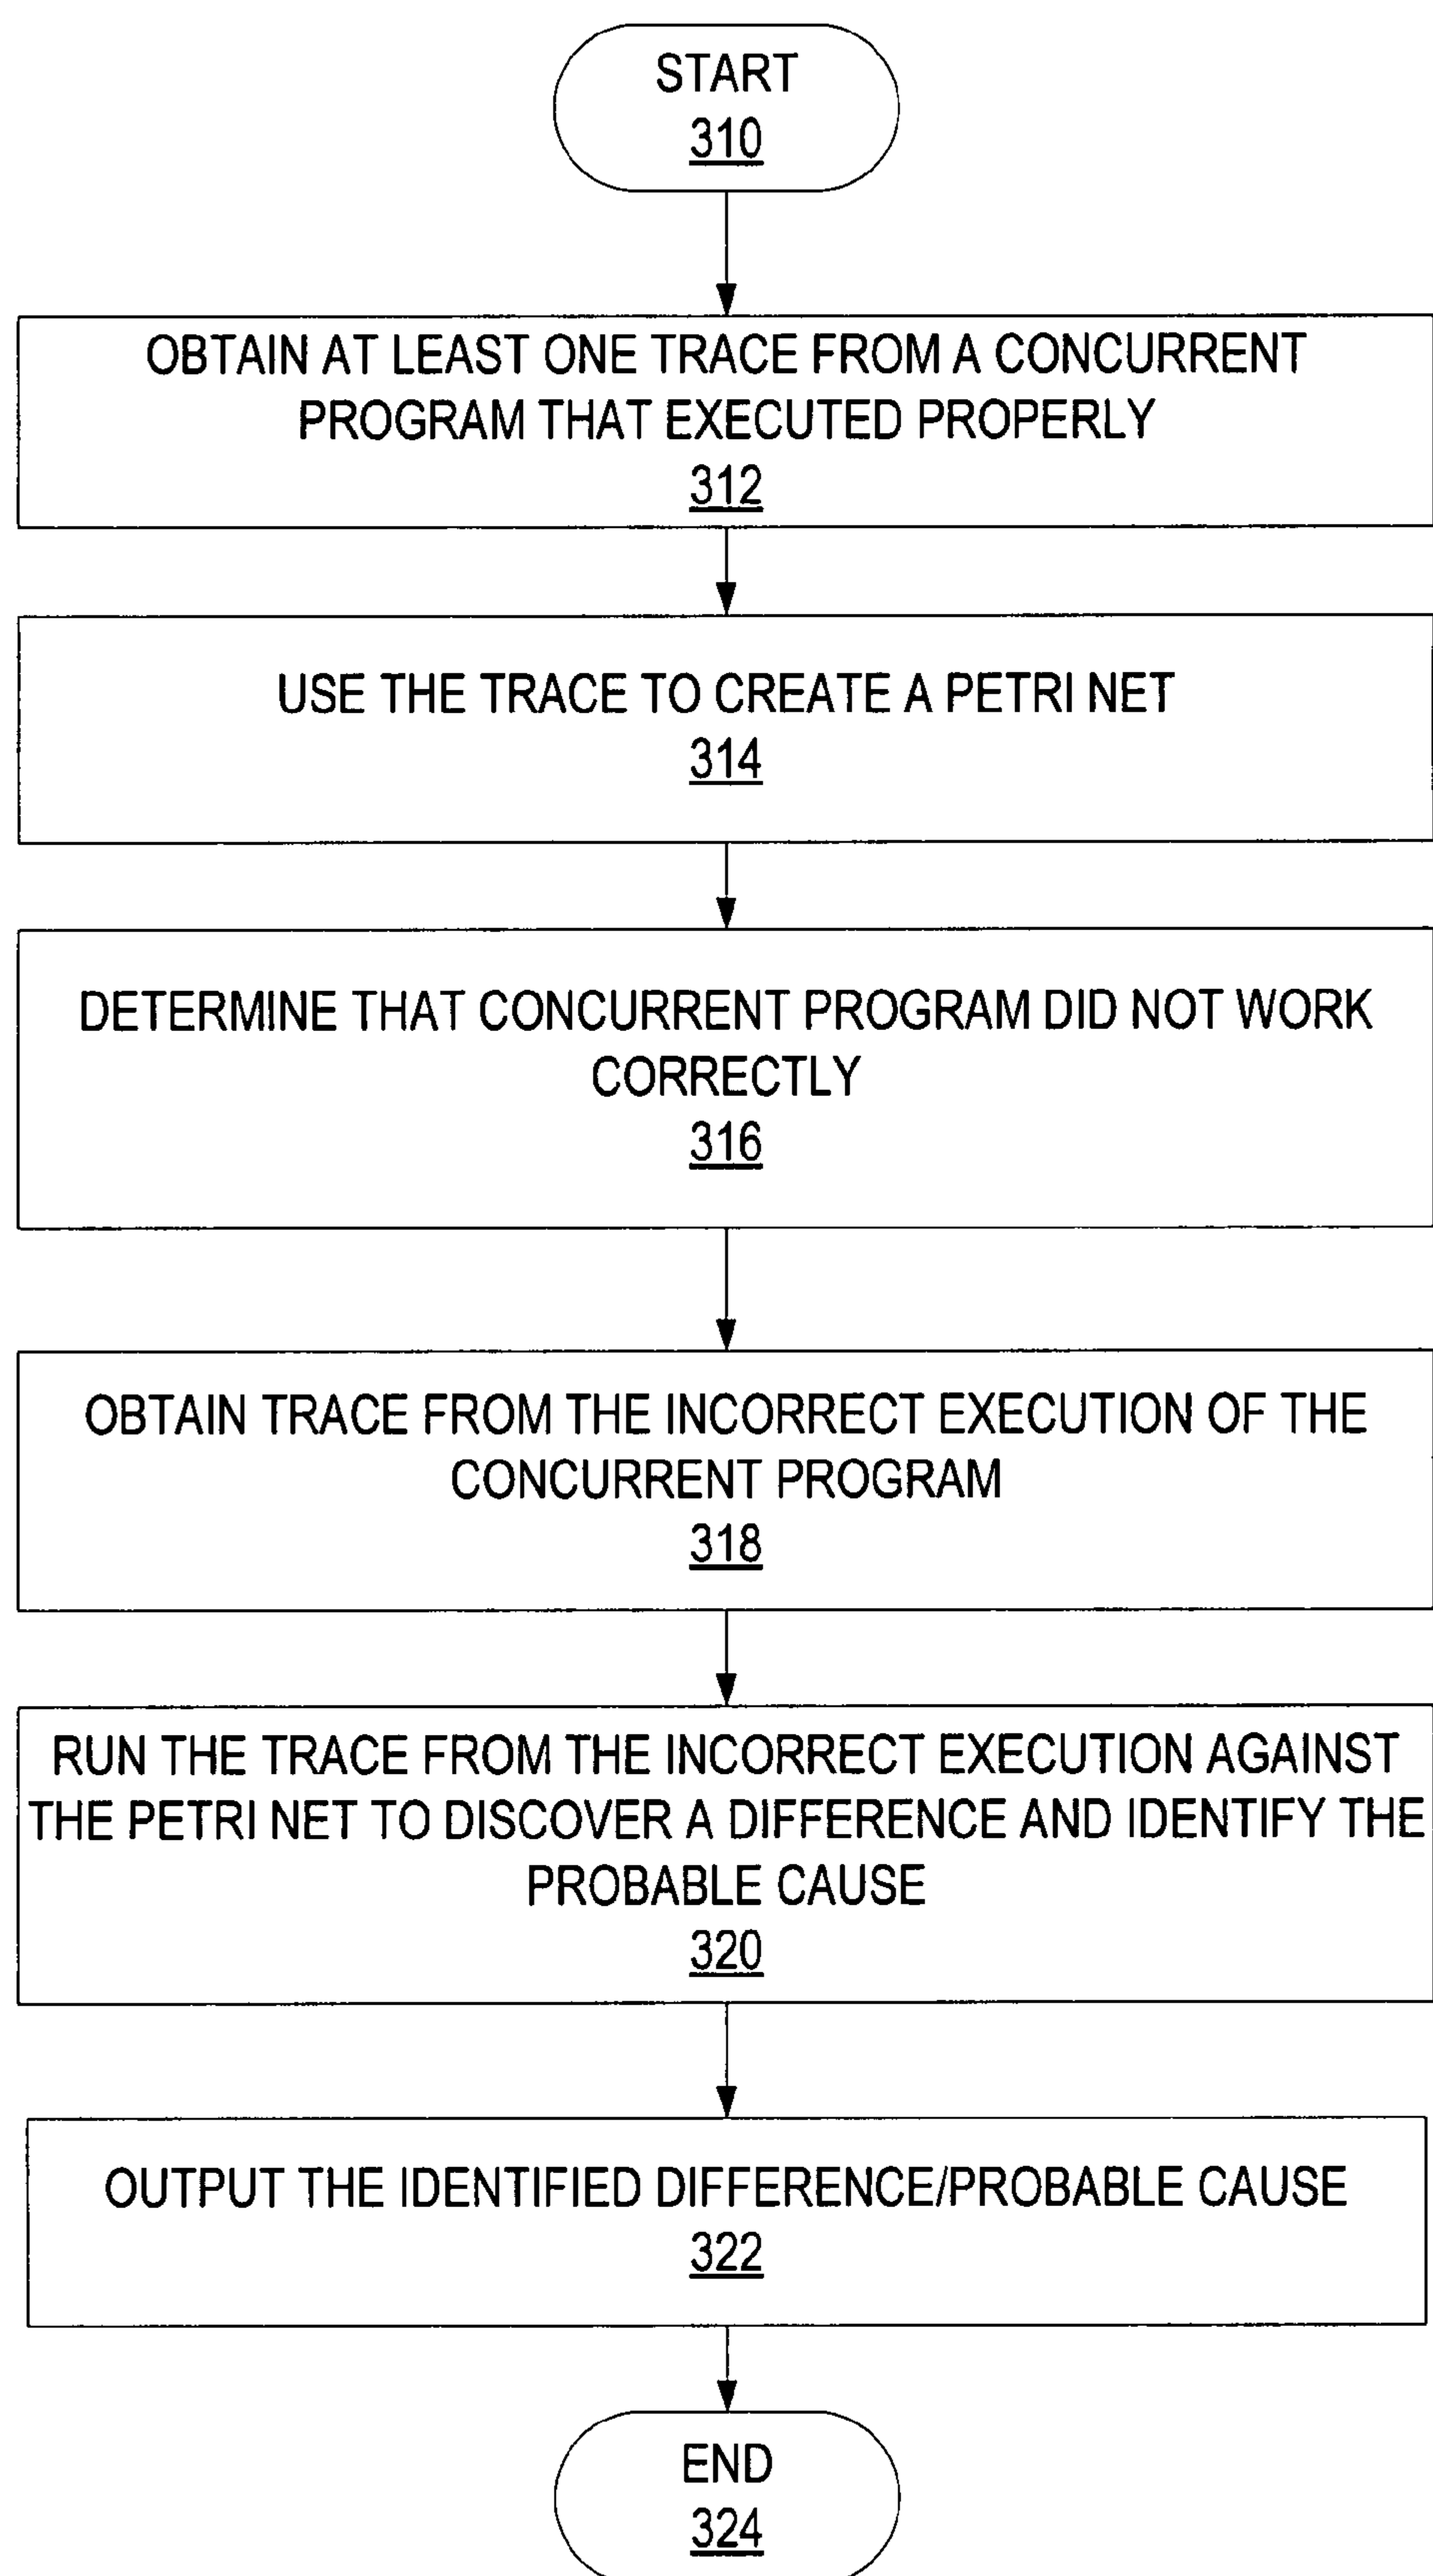 START
310
OBTAIN AT LEAST ONE TRACE FROM A CONCURRENT
PROGRAM THAT EXECUTED PROPERLY
312
USE THE TRACE TO CREATE A PETRI NET
314
DETERMINE THAT CONCURRENT PROGRAM DID NOT WORK
CORRECTLY
316
OBTAIN TRACE FROM THE INCORRECT EXECUTION OF THE
CONCURRENT PROGRAM
318
RUN THE TRACE FROM THE INCORRECT EXECUTION AGAINST
THE PETRI NET TO DISCOVER A DIFFERENCE AND IDENTIFY THE
PROBABLE CAUSE
320
OUTPUT THE IDENTIFIED DIFFERENCE/PROBABLE CAUSE
322
END
324